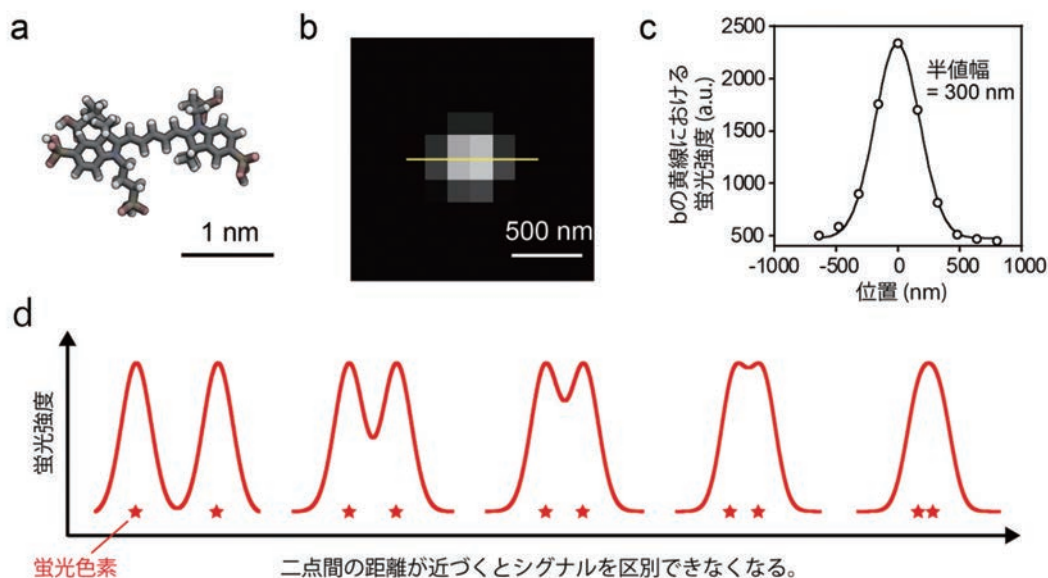 a
1 nm
b
500 nm
c
bの黄線における
蛍光強度 (a.u.)
2500
2000
1500
1000
500
半値幅
= 300 nm
-1000
-500
0
500
1000
位置 (nm)
d
蛍光強度
蛍光色素
二点間の距離が近づくとシグナルを区別できなくなる。